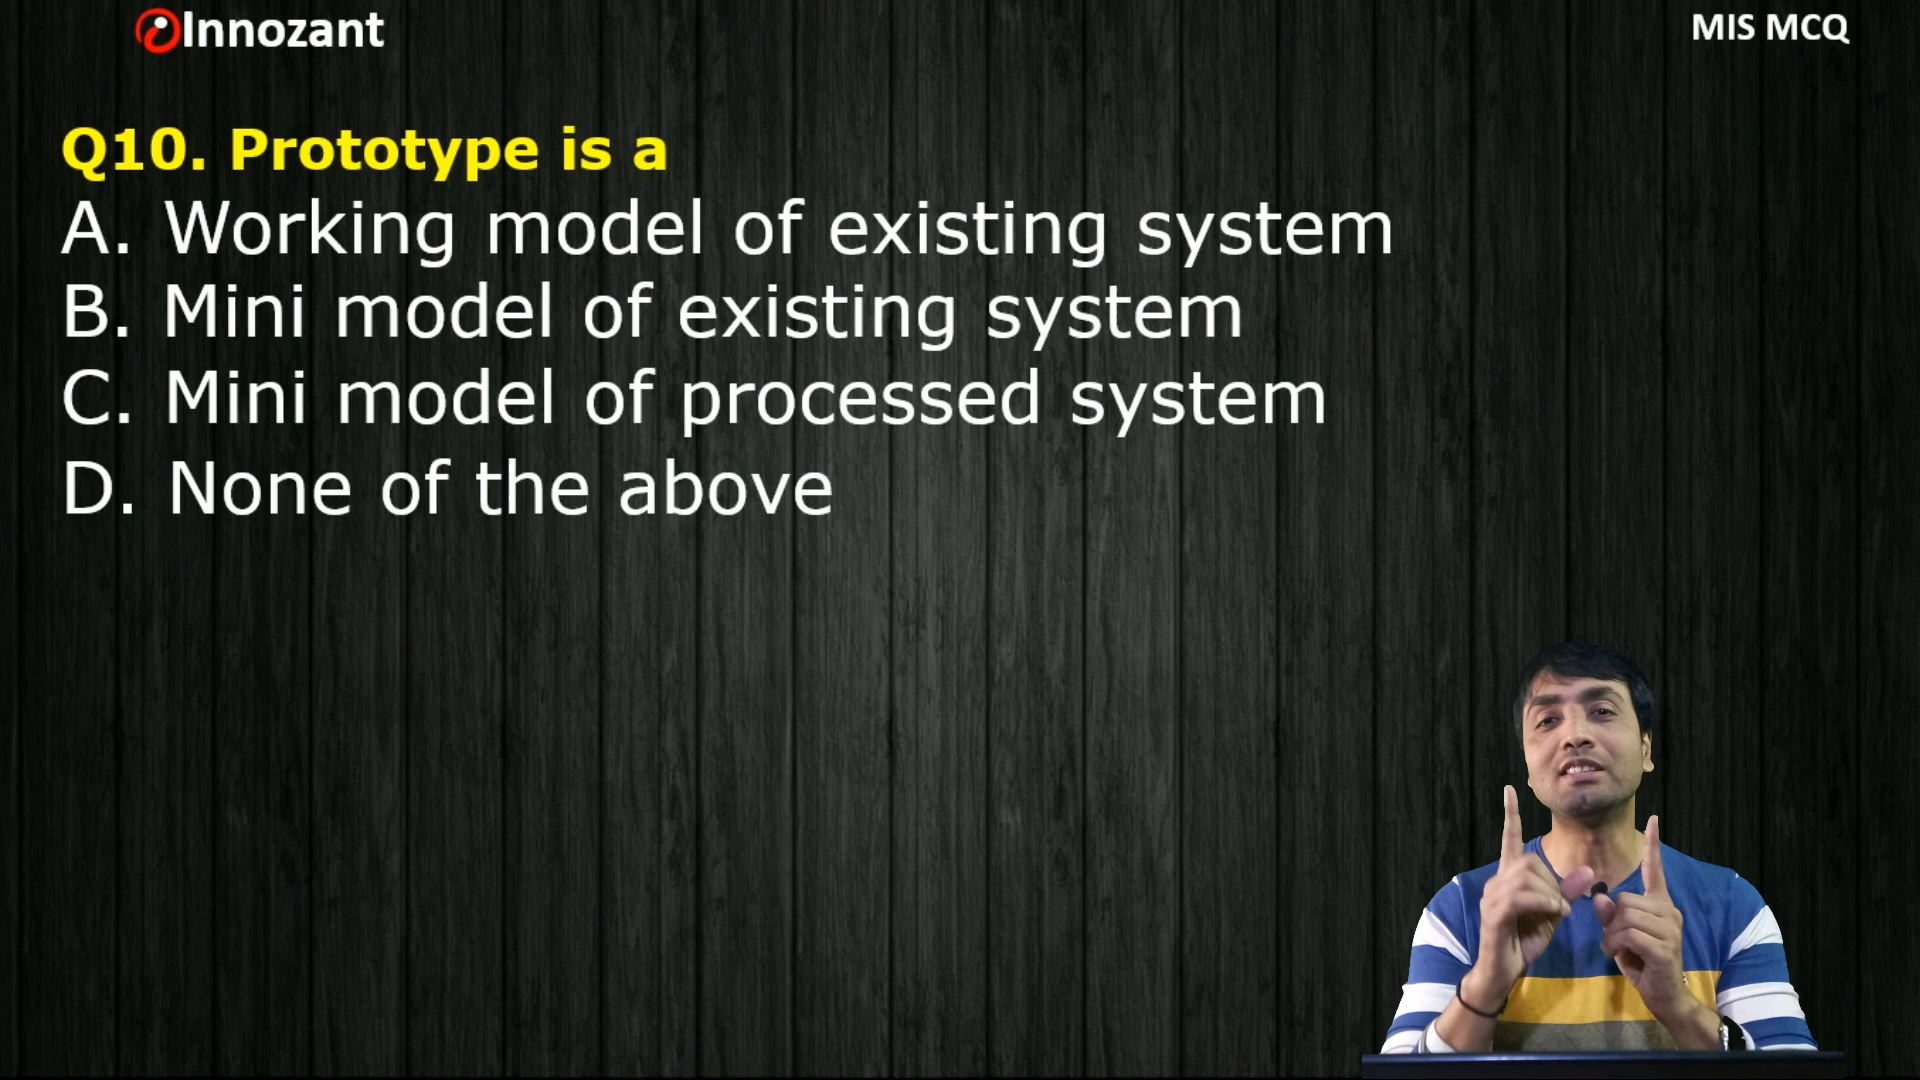 Innozant
MIS MCQ
Q10. Prototype is a
A. Working model of existing system
B. Mini model of existing system
C. Mini model of processed system
D. None of the above